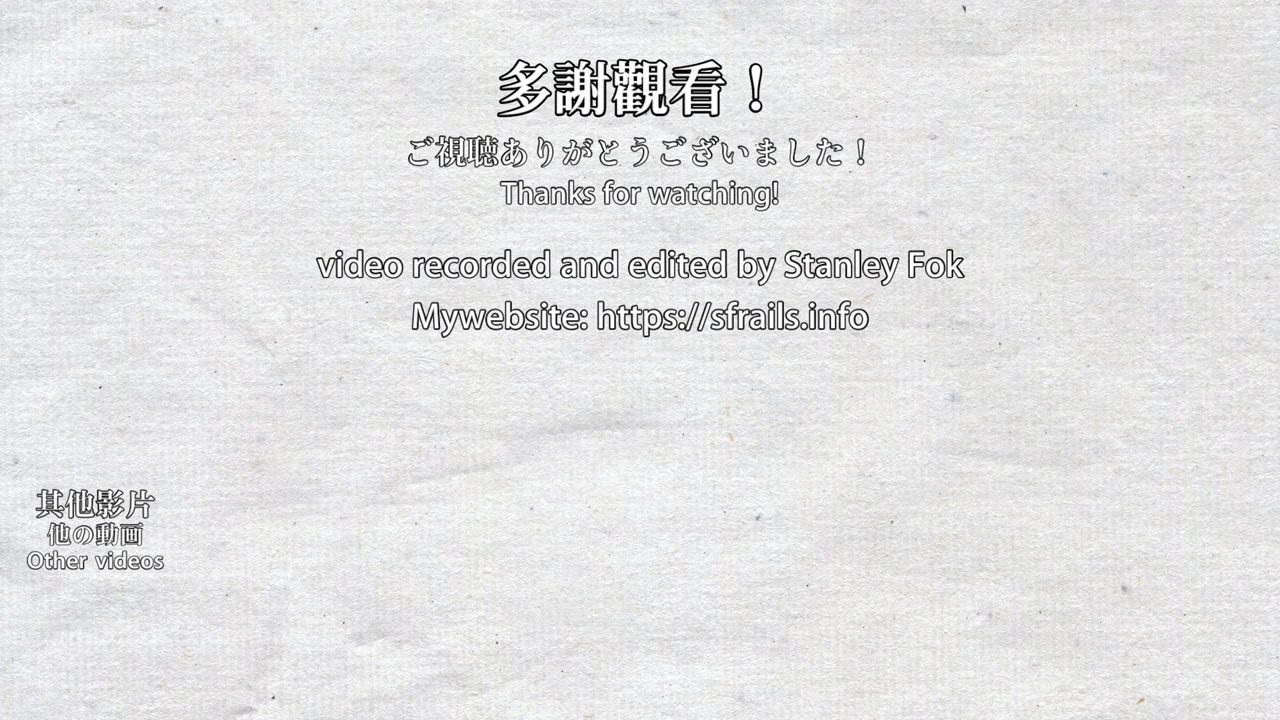 多謝觀看！
ご視聴ありがとうございました！
Thanks for watching!
video recorded and edited by Stanley Fok
Mywebsite: https://sfrails.info
其他影片
他の動画
Other videos